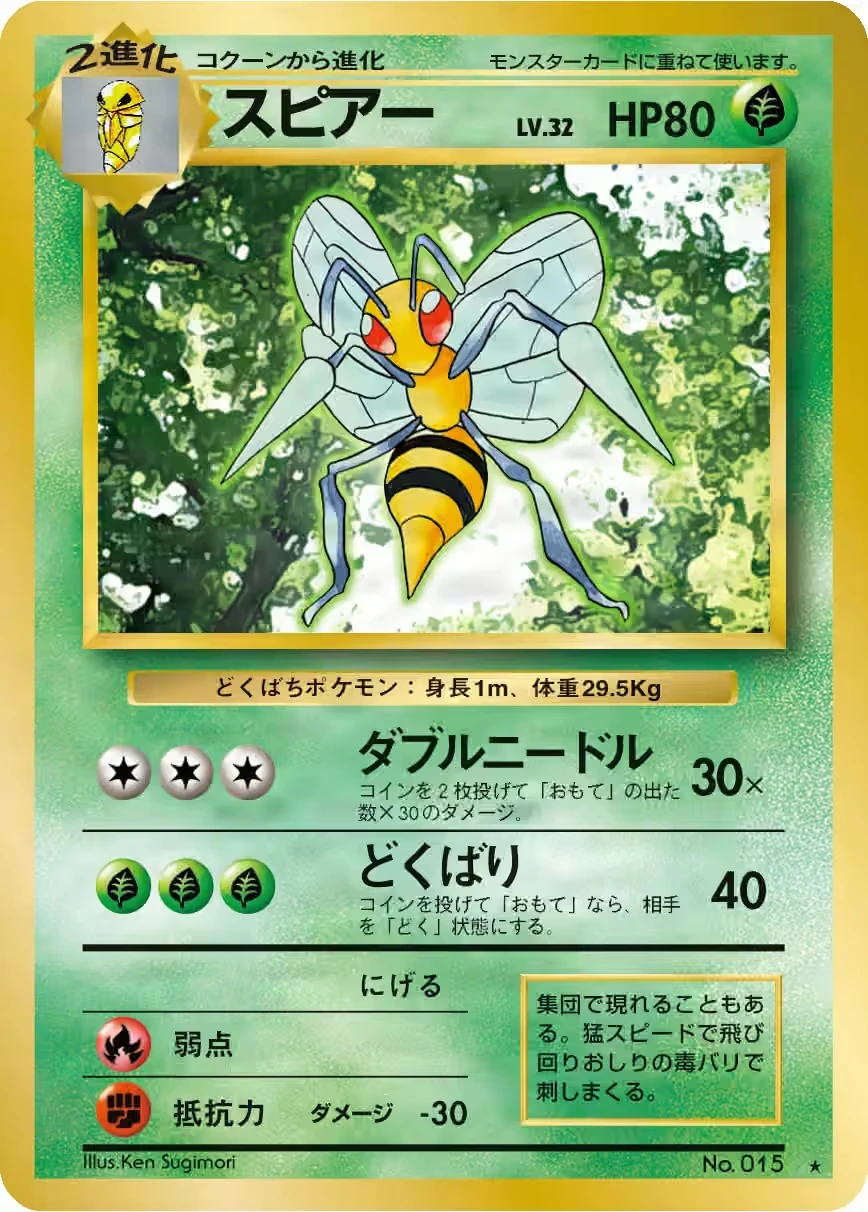 2進化
コクーンから進化
モンスターカードに重ねて使います。
スピアー
LV.32
HP80
どくばちポケモン：身長1m、体重29.5Kg
ダブルニードル
30×
コインを2枚投げて「おもて」の出た
数×30のダメージ。
どくばり
40
コインを投げて「おもて」なら、相手
を「どく」状態にする。
にげる
弱点
抵抗力 ダメージ -30
集団で現れることもあ
る。猛スピードで飛び
回りおしりの毒バリで
刺しまくる。
Illus.Ken Sugimori
No. 015 ★